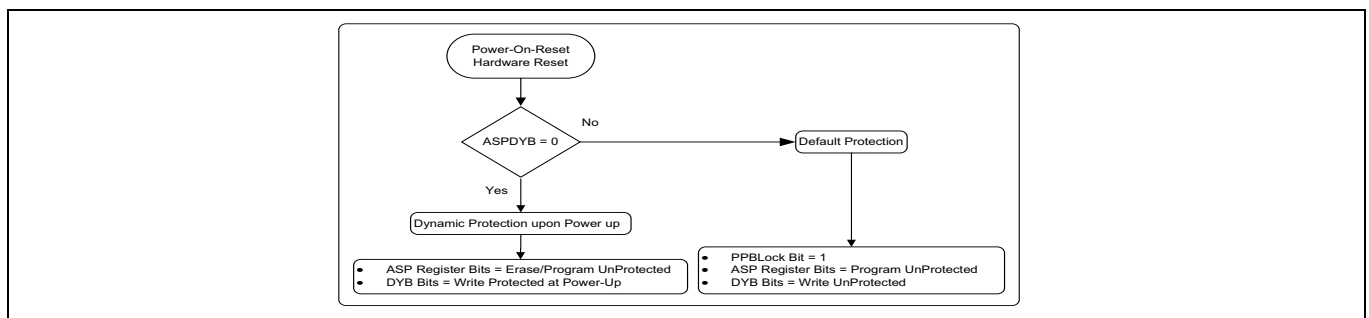 Power-On-Reset
Hardware Reset
No
ASPDYB = 0
Default Protection
Yes
Dynamic Protection upon Power up
• ASP Register Bits = Erase/Program UnProtected
• DYB Bits = Write Protected at Power-Up
• PPBLock Bit = 1
• ASP Register Bits = Program UnProtected
• DYB Bits = Write UnProtected